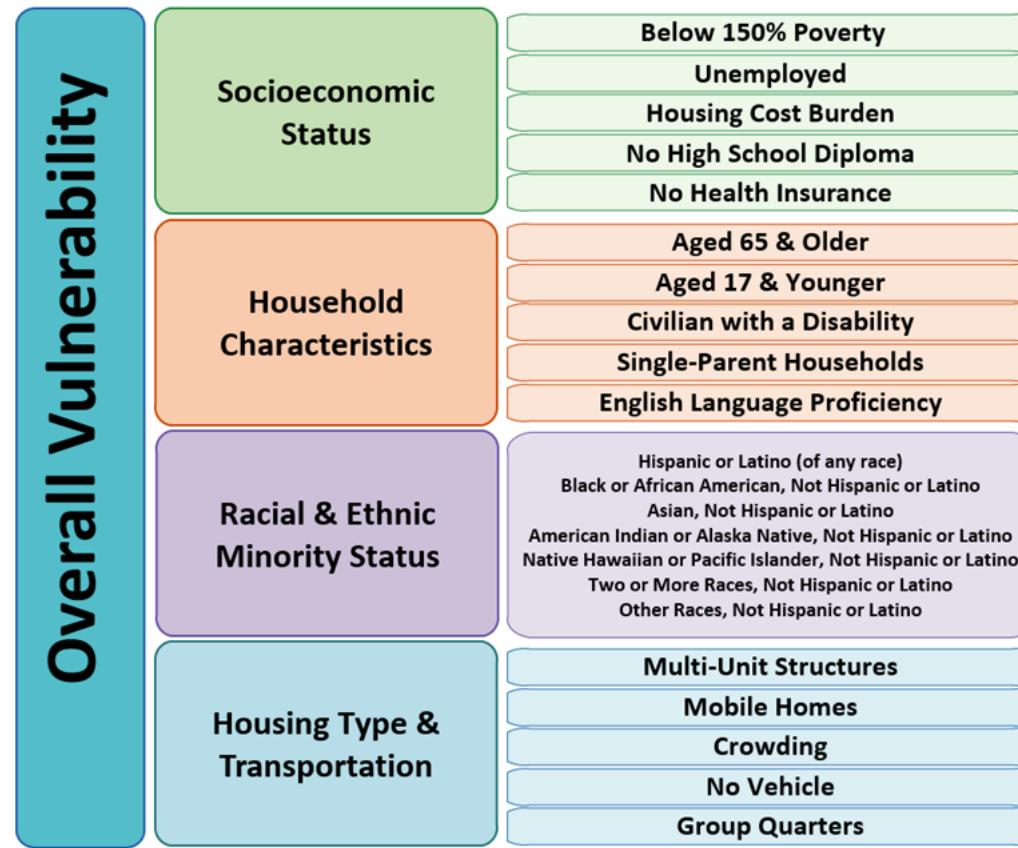 Overall Vulnerability
Socioeconomic
Status
Below 150% Poverty
Unemployed
Housing Cost Burden
No High School Diploma
No Health Insurance
Household
Characteristics
Aged 65 & Older
Aged 17 & Younger
Civilian with a Disability
Single-Parent Households
English Language Proficiency
Racial & Ethnic
Minority Status
Hispanic or Latino (of any race)
Black or African American, Not Hispanic or Latino
Asian, Not Hispanic or Latino
American Indian or Alaska Native, Not Hispanic or Latino
Native Hawaiian or Pacific Islander, Not Hispanic or Latino
Two or More Races, Not Hispanic or Latino
Other Races, Not Hispanic or Latino
Housing Type &
Transportation
Multi-Unit Structures
Mobile Homes
Crowding
No Vehicle
Group Quarters